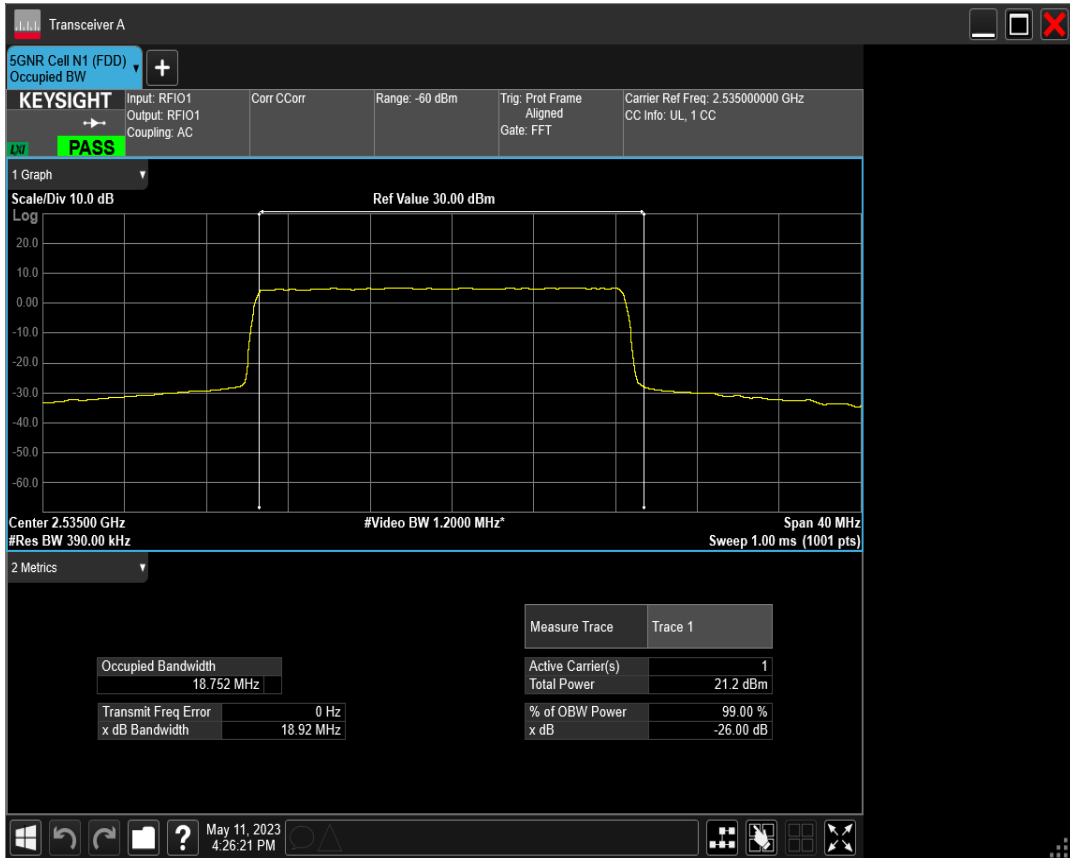 Transceiver A
5GNR Cell N1 (FDD)
Occupied BW
+
KEYSIGHT
LXI
PASS
Input: RFIO1
Output: RFIO1
Coupling: AC
Corr CCorr
Range: -60 dBm
Trig: Prot Frame
Aligned
Gate: FFT
Carrier Ref Freq: 2.535000000 GHz
CC Info: UL, 1 CC
1 Graph
Scale/Div 10.0 dB
Ref Value 30.00 dBm
Log
20.0
10.0
0.00
-10.0
-20.0
-30.0
-40.0
-50.0
-60.0
Center 2.53500 GHz
#Video BW 1.2000 MHz*
Span 40 MHz
#Res BW 390.00 kHz
Sweep 1.00 ms (1001 pts)
2 Metrics
Measure Trace Trace 1
Occupied Bandwidth
18.752 MHz
Active Carrier(s) 1
Total Power 21.2 dBm
Transmit Freq Error 0 Hz
x dB Bandwidth 18.92 MHz
% of OBW Power 99.00 %
x dB -26.00 dB
?
May 11, 2023
4:26:21 PM